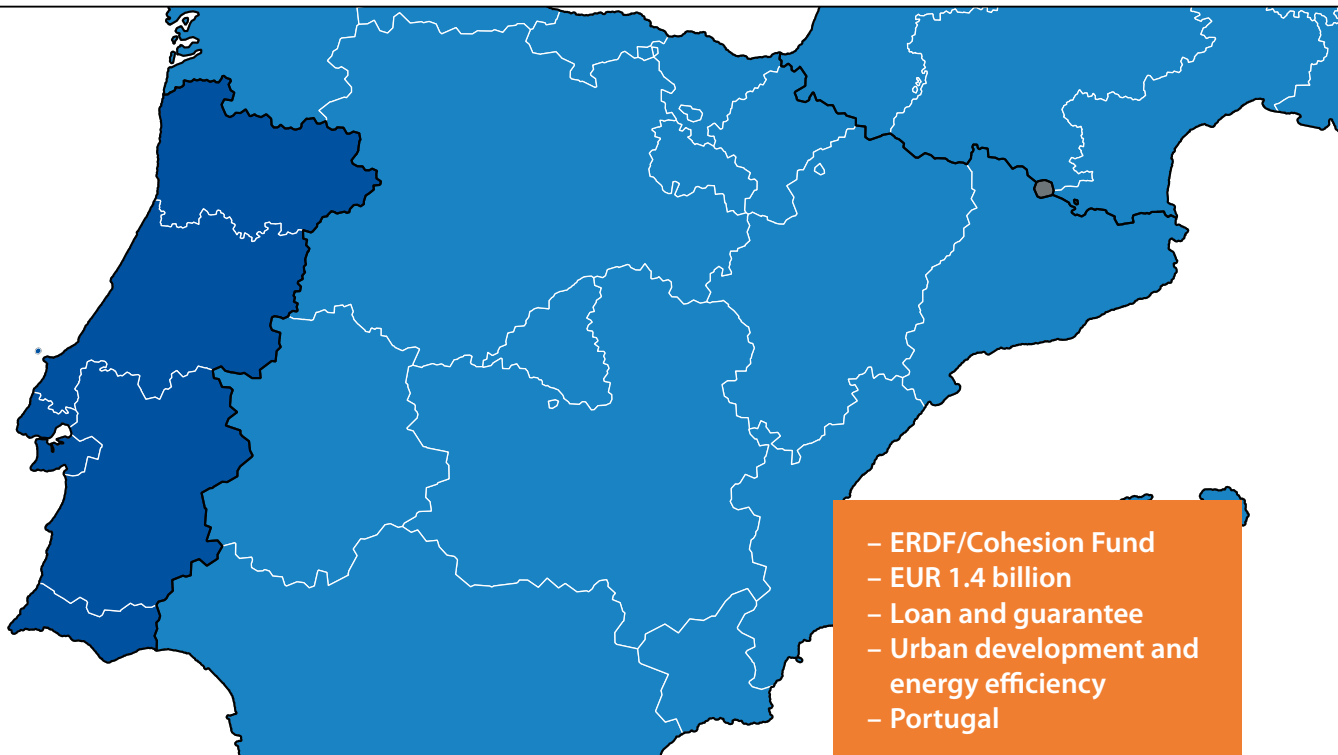 – ERDF/Cohesion Fund
– EUR 1.4 billion
– Loan and guarantee
– Urban development and
energy efficiency
– Portugal